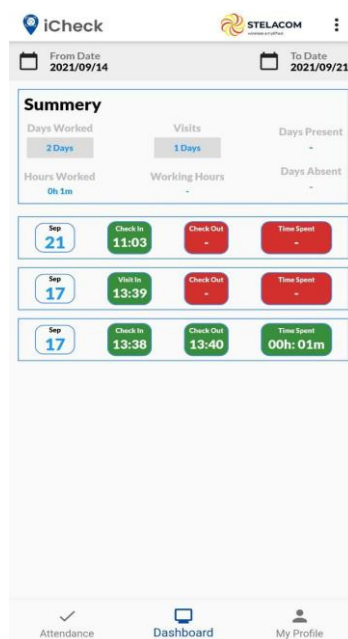 iCheck
STELACOM
From Date
2021/09/14
To Date
2021/09/21
Summery
Days Worked Visits Days Present
2 Days 1 Days -
Hours Worked Working Hours Days Absent
0h 1m - -
Sep Check In Check Out Time Spent
21 11:03 - -
Sep Visit In Check Out Time Spent
17 13:39 - -
Sep Check In Check Out Time Spent
17 13:38 13:40 00h: 01m
Attendance Dashboard My Profile